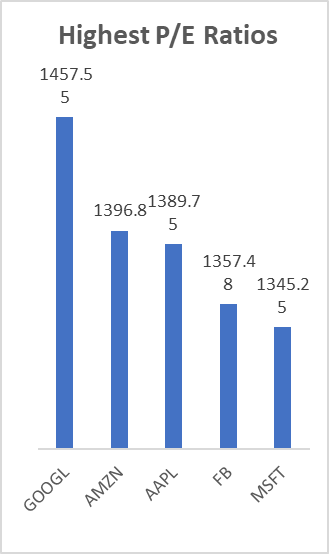 Highest P/E Ratios
1457.5
5
1396.8
1389.7
5
1357.4
8
1345.2
5
GOOGL
AMZN
AAPL
FB
MSFT